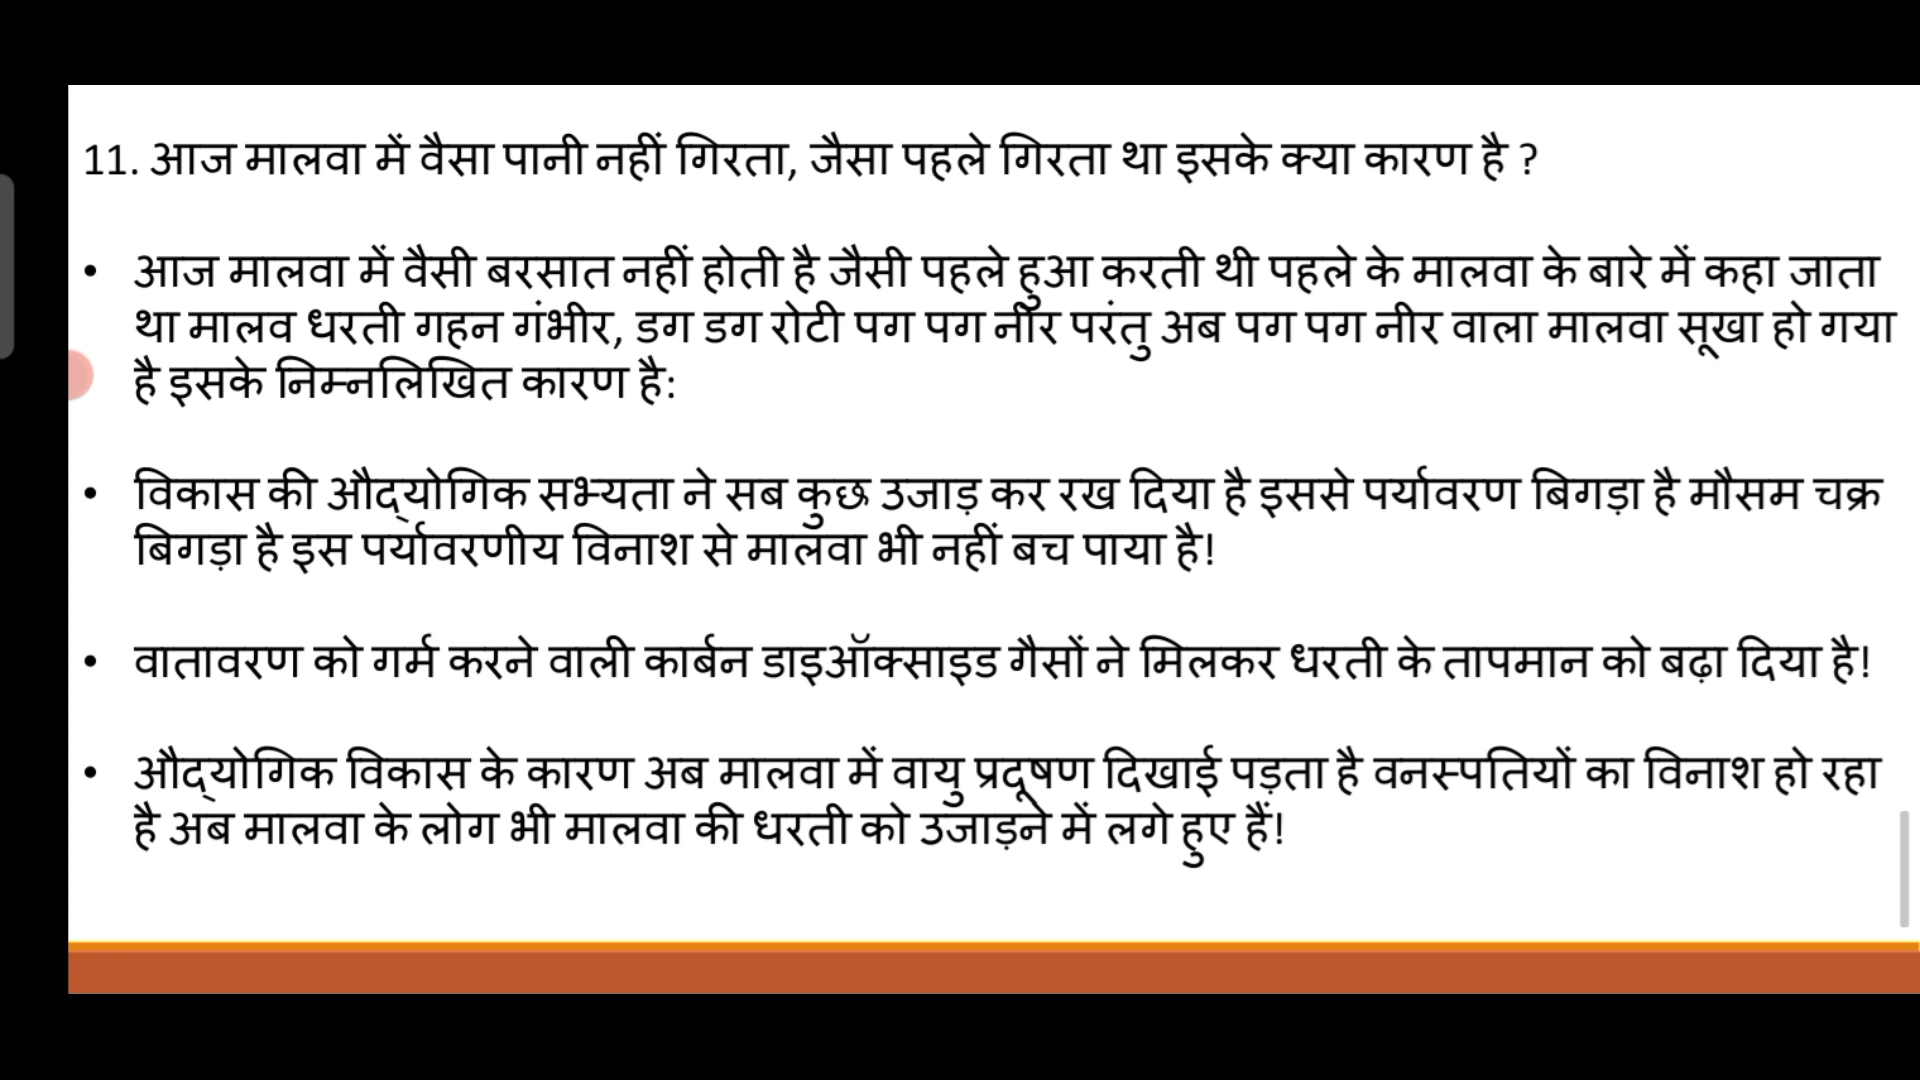 11. आज मालवा में वैसा पानी नहीं गिरता, जैसा पहले गिरता था इसके क्या कारण है ?
• आज मालवा में वैसी बरसात नहीं होती है जैसी पहले हुआ करती थी पहले के मालवा के बारे में कहा जाता
था मालव धरती गहन गंभीर, डग डग रोटी पग पग नीर परंतु अब पग पग नीर वाला मालवा सूखा हो गया
है इसके निम्नलिखित कारण है:
• विकास की औद्योगिक सभ्यता ने सब कुछ उजाड़ कर रख दिया है इससे पर्यावरण बिगड़ा है मौसम चक्र
बिगड़ा है इस पर्यावरणीय विनाश से मालवा भी नहीं बच पाया है!
• वातावरण को गर्म करने वाली कार्बन डाइऑक्साइड गैसों ने मिलकर धरती के तापमान को बढ़ा दिया है!
• औद्योगिक विकास के कारण अब मालवा में वायु प्रदूषण दिखाई पड़ता है वनस्पतियों का विनाश हो रहा
है अब मालवा के लोग भी मालवा की धरती को उजाड़ने में लगे हुए हैं!